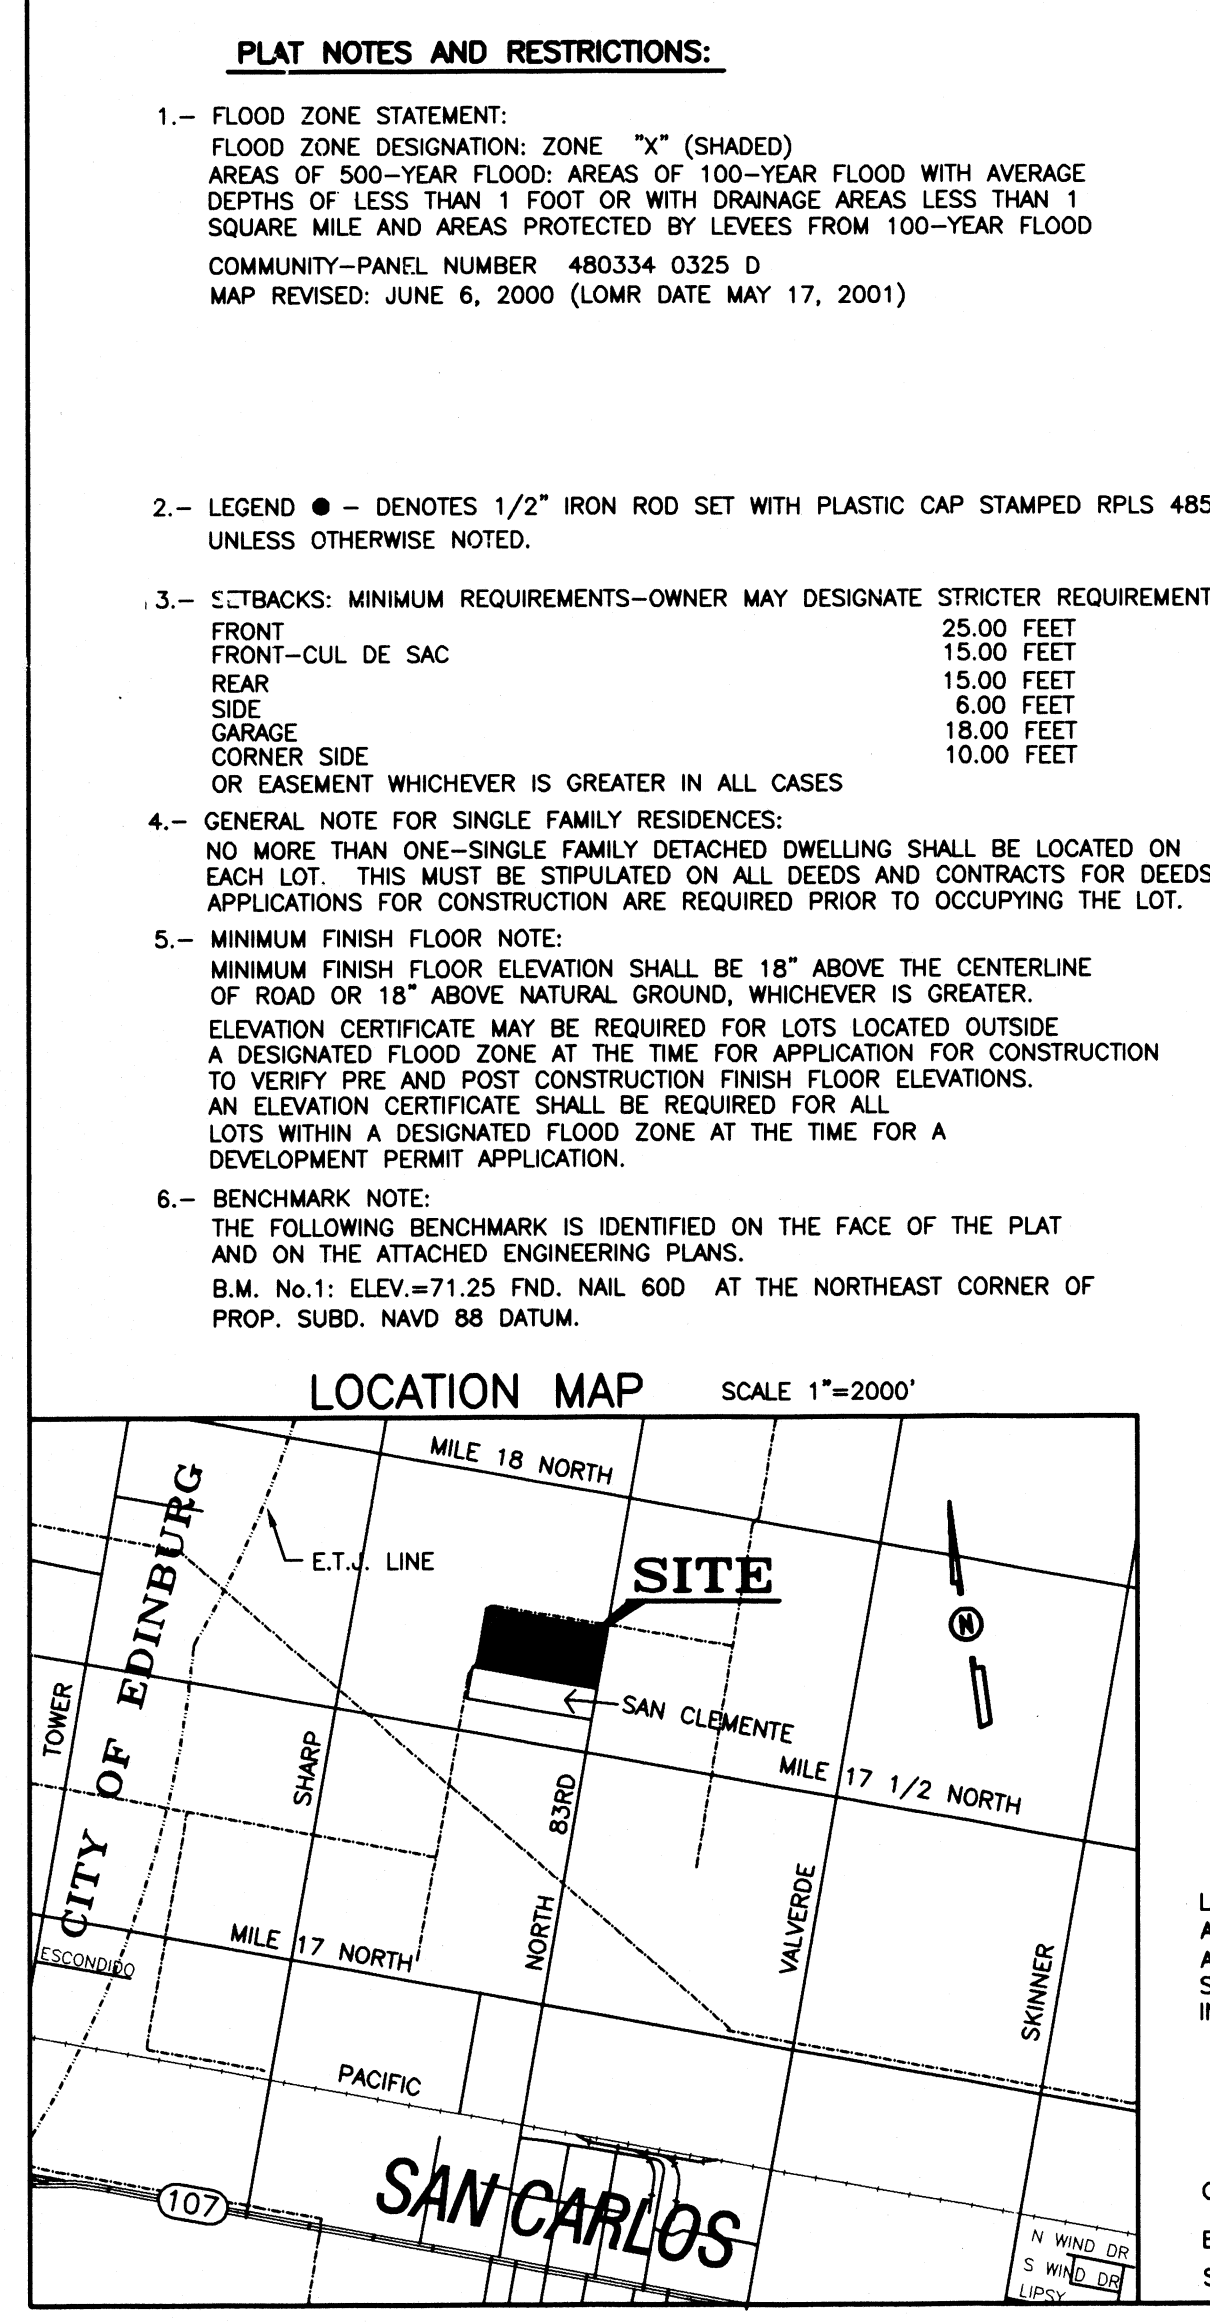 PLAT NOTES AND RESTRICTIONS:
1.– FLOOD ZONE STATEMENT:
FLOOD ZONE DESIGNATION: ZONE "X" (SHADED)
AREAS OF 500–YEAR FLOOD: AREAS OF 100–YEAR FLOOD WITH AVERAGE
DEPTHS OF LESS THAN 1 FOOT OR WITH DRAINAGE AREAS LESS THAN 1
SQUARE MILE AND AREAS PROTECTED BY LEVEES FROM 100–YEAR FLOOD
COMMUNITY–PANEL NUMBER 480334 0325 D
MAP REVISED: JUNE 6, 2000 (LOMR DATE MAY 17, 2001)
2.– LEGEND ● – DENOTES 1/2" IRON ROD SET WITH PLASTIC CAP STAMPED RPLS 485
UNLESS OTHERWISE NOTED.
3.– SETBACKS: MINIMUM REQUIREMENTS–OWNER MAY DESIGNATE STRICTER REQUIREMENT
FRONT 25.00 FEET
FRONT–CUL DE SAC 15.00 FEET
REAR 15.00 FEET
SIDE 6.00 FEET
GARAGE 18.00 FEET
CORNER SIDE 10.00 FEET
OR EASEMENT WHICHEVER IS GREATER IN ALL CASES
4.– GENERAL NOTE FOR SINGLE FAMILY RESIDENCES:
NO MORE THAN ONE–SINGLE FAMILY DETACHED DWELLING SHALL BE LOCATED ON
EACH LOT. THIS MUST BE STIPULATED ON ALL DEEDS AND CONTRACTS FOR DEEDS
APPLICATIONS FOR CONSTRUCTION ARE REQUIRED PRIOR TO OCCUPYING THE LOT.
5.– MINIMUM FINISH FLOOR NOTE:
MINIMUM FINISH FLOOR ELEVATION SHALL BE 18" ABOVE THE CENTERLINE
OF ROAD OR 18" ABOVE NATURAL GROUND, WHICHEVER IS GREATER.
ELEVATION CERTIFICATE MAY BE REQUIRED FOR LOTS LOCATED OUTSIDE
A DESIGNATED FLOOD ZONE AT THE TIME FOR APPLICATION FOR CONSTRUCTION
TO VERIFY PRE AND POST CONSTRUCTION FINISH FLOOR ELEVATIONS.
AN ELEVATION CERTIFICATE SHALL BE REQUIRED FOR ALL
LOTS WITHIN A DESIGNATED FLOOD ZONE AT THE TIME FOR A
DEVELOPMENT PERMIT APPLICATION.
6.– BENCHMARK NOTE:
THE FOLLOWING BENCHMARK IS IDENTIFIED ON THE FACE OF THE PLAT
AND ON THE ATTACHED ENGINEERING PLANS.
B.M. No.1: ELEV.=71.25 FND. NAIL 60D AT THE NORTHEAST CORNER OF
PROP. SUBD. NAVD 88 DATUM.
LOCATION MAP SCALE 1"=2000'
MILE 18 NORTH
CITY OF EDINBURG
E.T.J. LINE
SITE
N
SAN CLEMENTE
TOWER
SHARP
MILE 17 1/2 NORTH
NORTH 83RD
VALVERDE
MILE 17 NORTH
ESCONDIDO
SKINNER
PACIFIC
SAN CARLOS
107
N WIND DR
S WIND DR
LIPSY